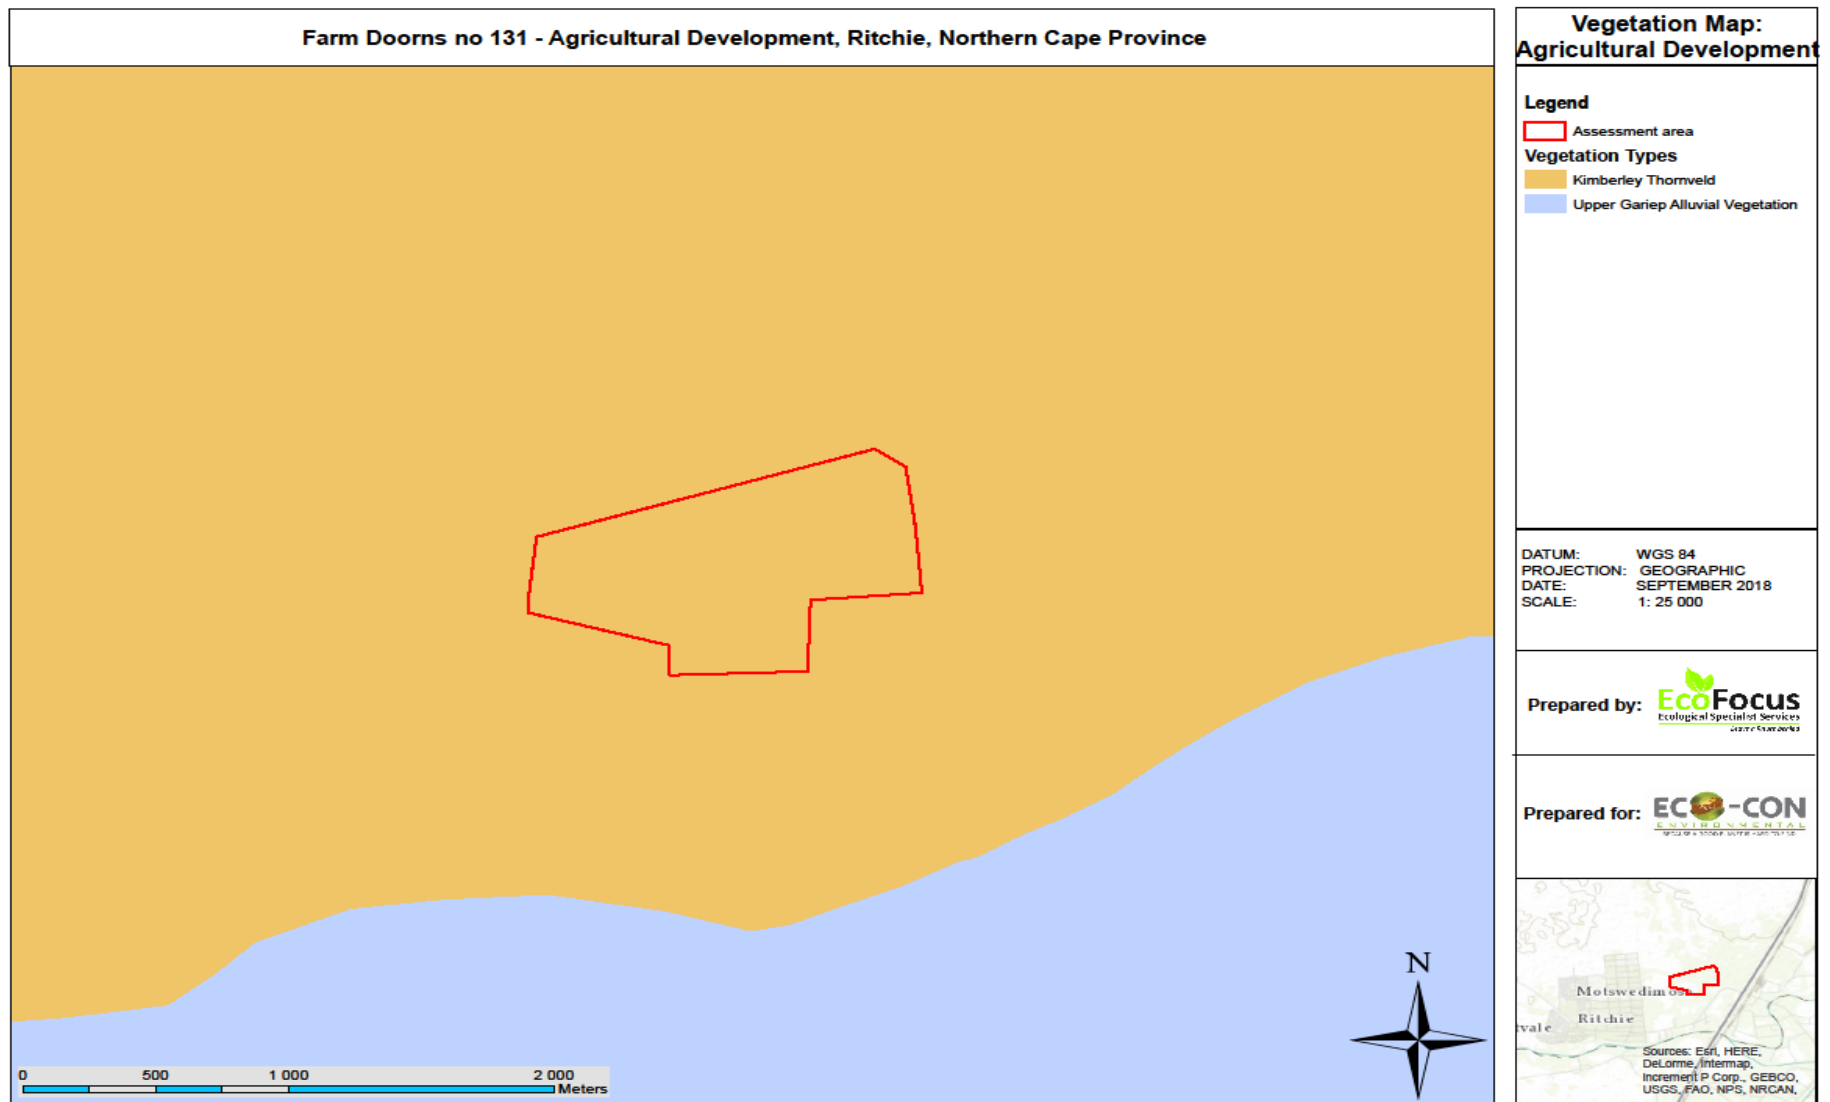 Farm Doorns no 131 - Agricultural Development, Ritchie, Northern Cape Province
Vegetation Map:
Agricultural Development
Legend
Assessment area
Vegetation Types
Kimberley Thornveld
Upper Gariep Alluvial Vegetation
DATUM: WGS 84
PROJECTION: GEOGRAPHIC
DATE: SEPTEMBER 2018
SCALE: 1: 25 000
Prepared by:
EcoFocus
Ecological Specialist Services
Prepared for:
ECO-CON
ENVIRONMENTAL
Motswedimosa
Ritchie
tvale
Sources: Esri, HERE,
DeLorme, Intermap,
Increment P Corp., GEBCO,
USGS, FAO, NPS, NRCAN,
N
0 500 1 000 2 000
Meters